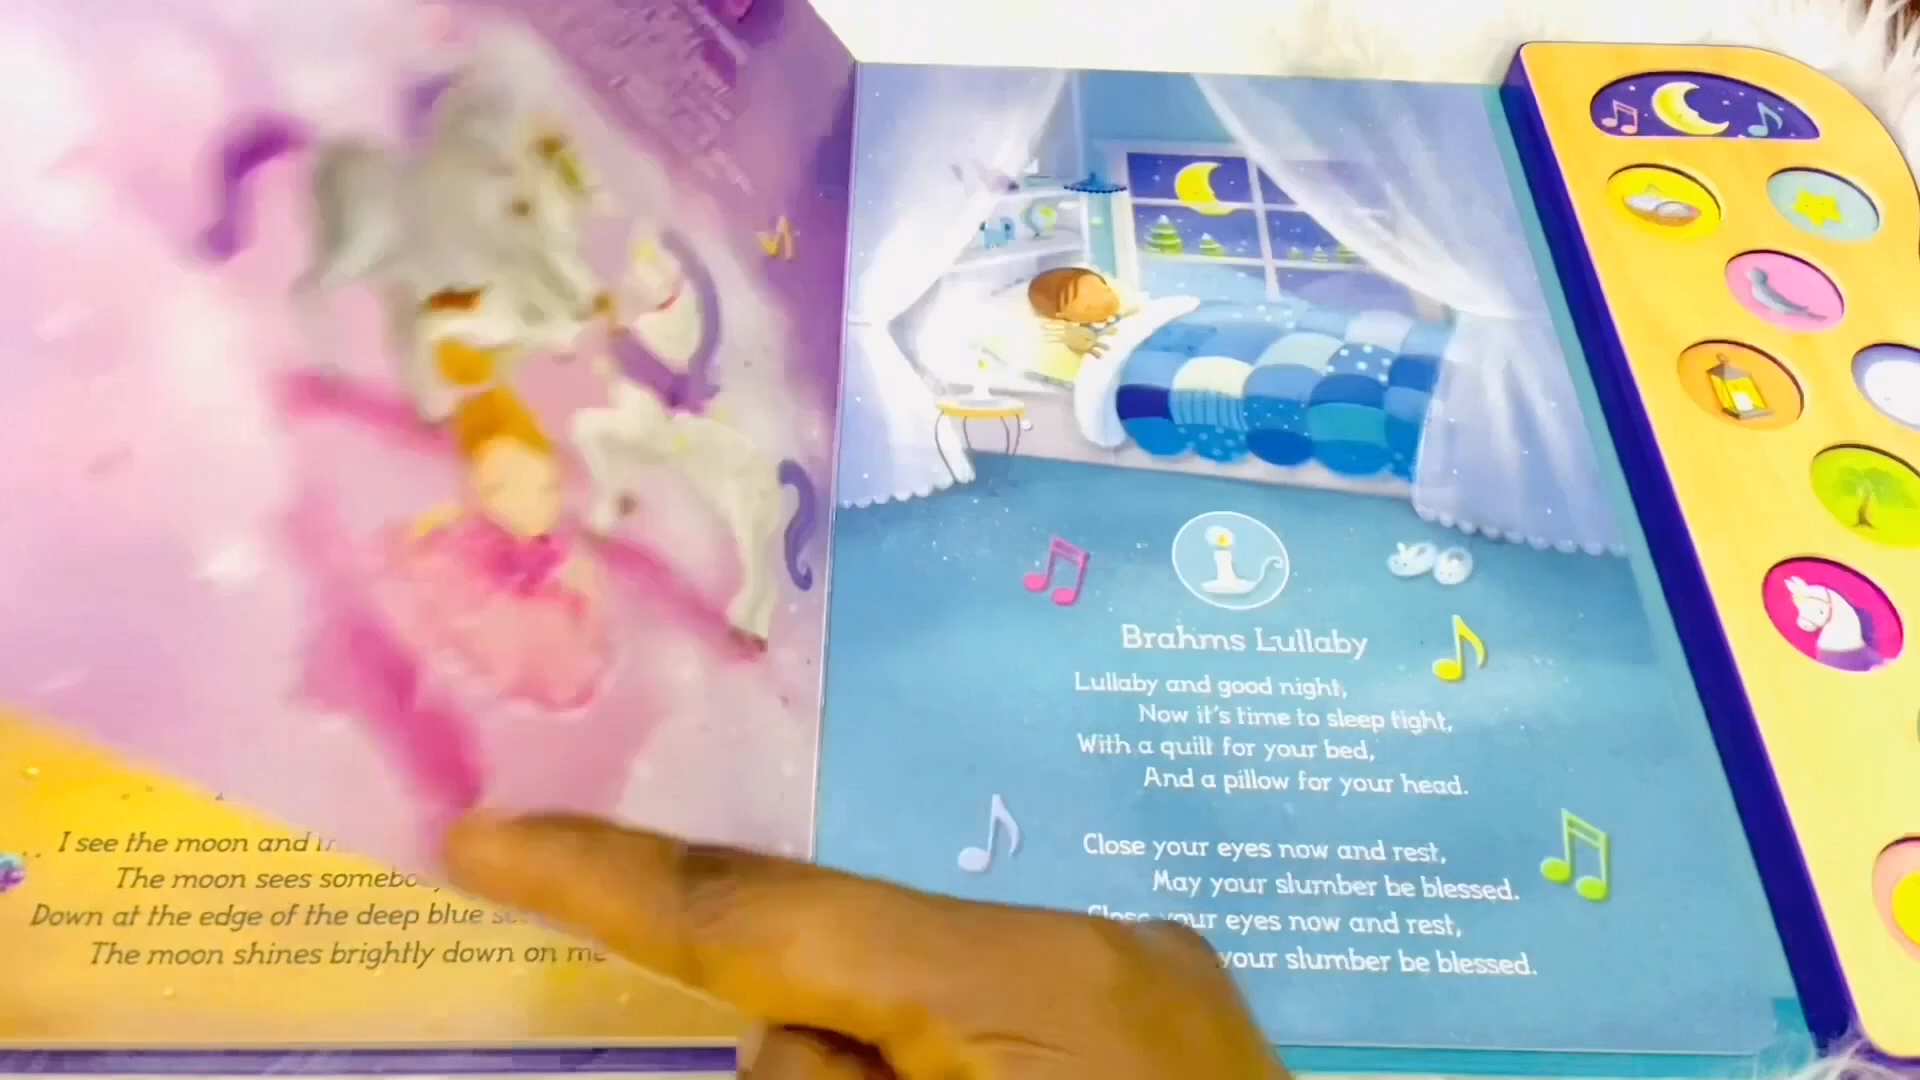 I see the moon and
The moon sees
Down at the edge of the deep blue
The moon shines brightly down on me
Brahms Lullaby
Lullaby and good night,
Now it's time to sleep tight,
With a quilt for your bed,
And a pillow for your head.
Close your eyes now and rest,
May your slumber be blessed.
Close your eyes now and rest,
your slumber be blessed.